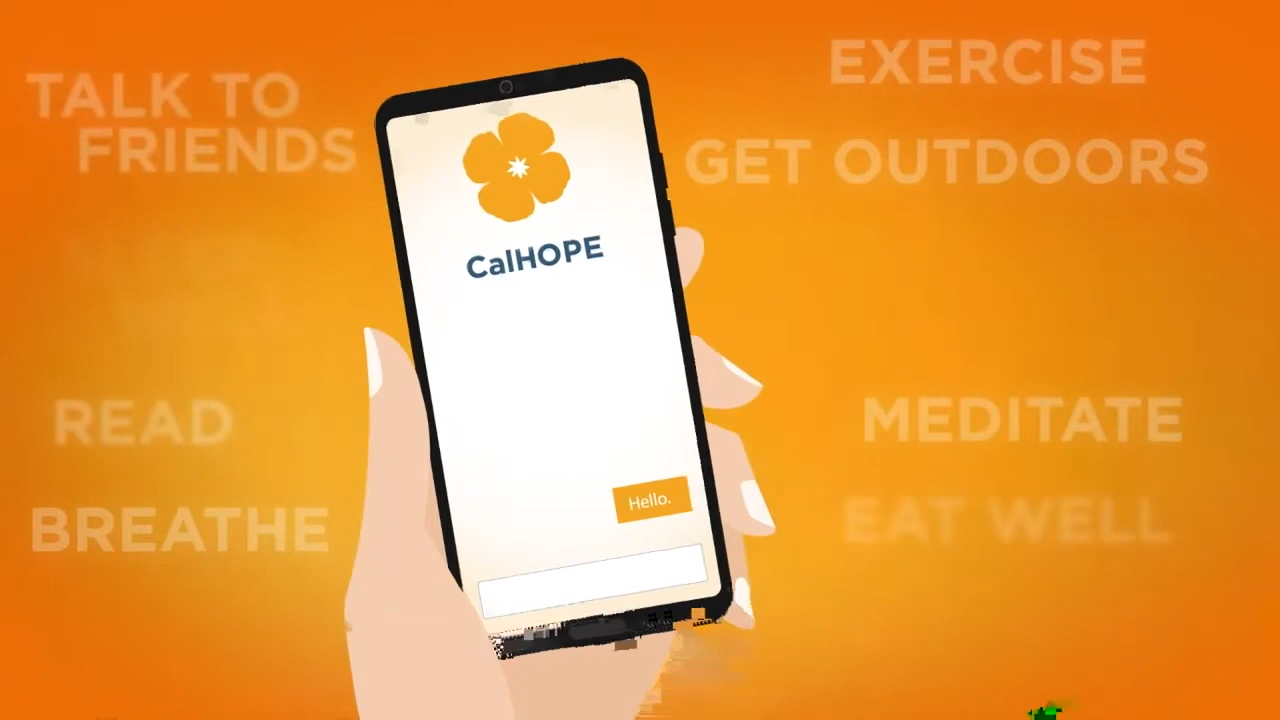 TALK TO
FRIENDS
EXERCISE
GET OUTDOORS
CalHOPE
READ
BREATHE
MEDITATE
EAT WELL
Hello.